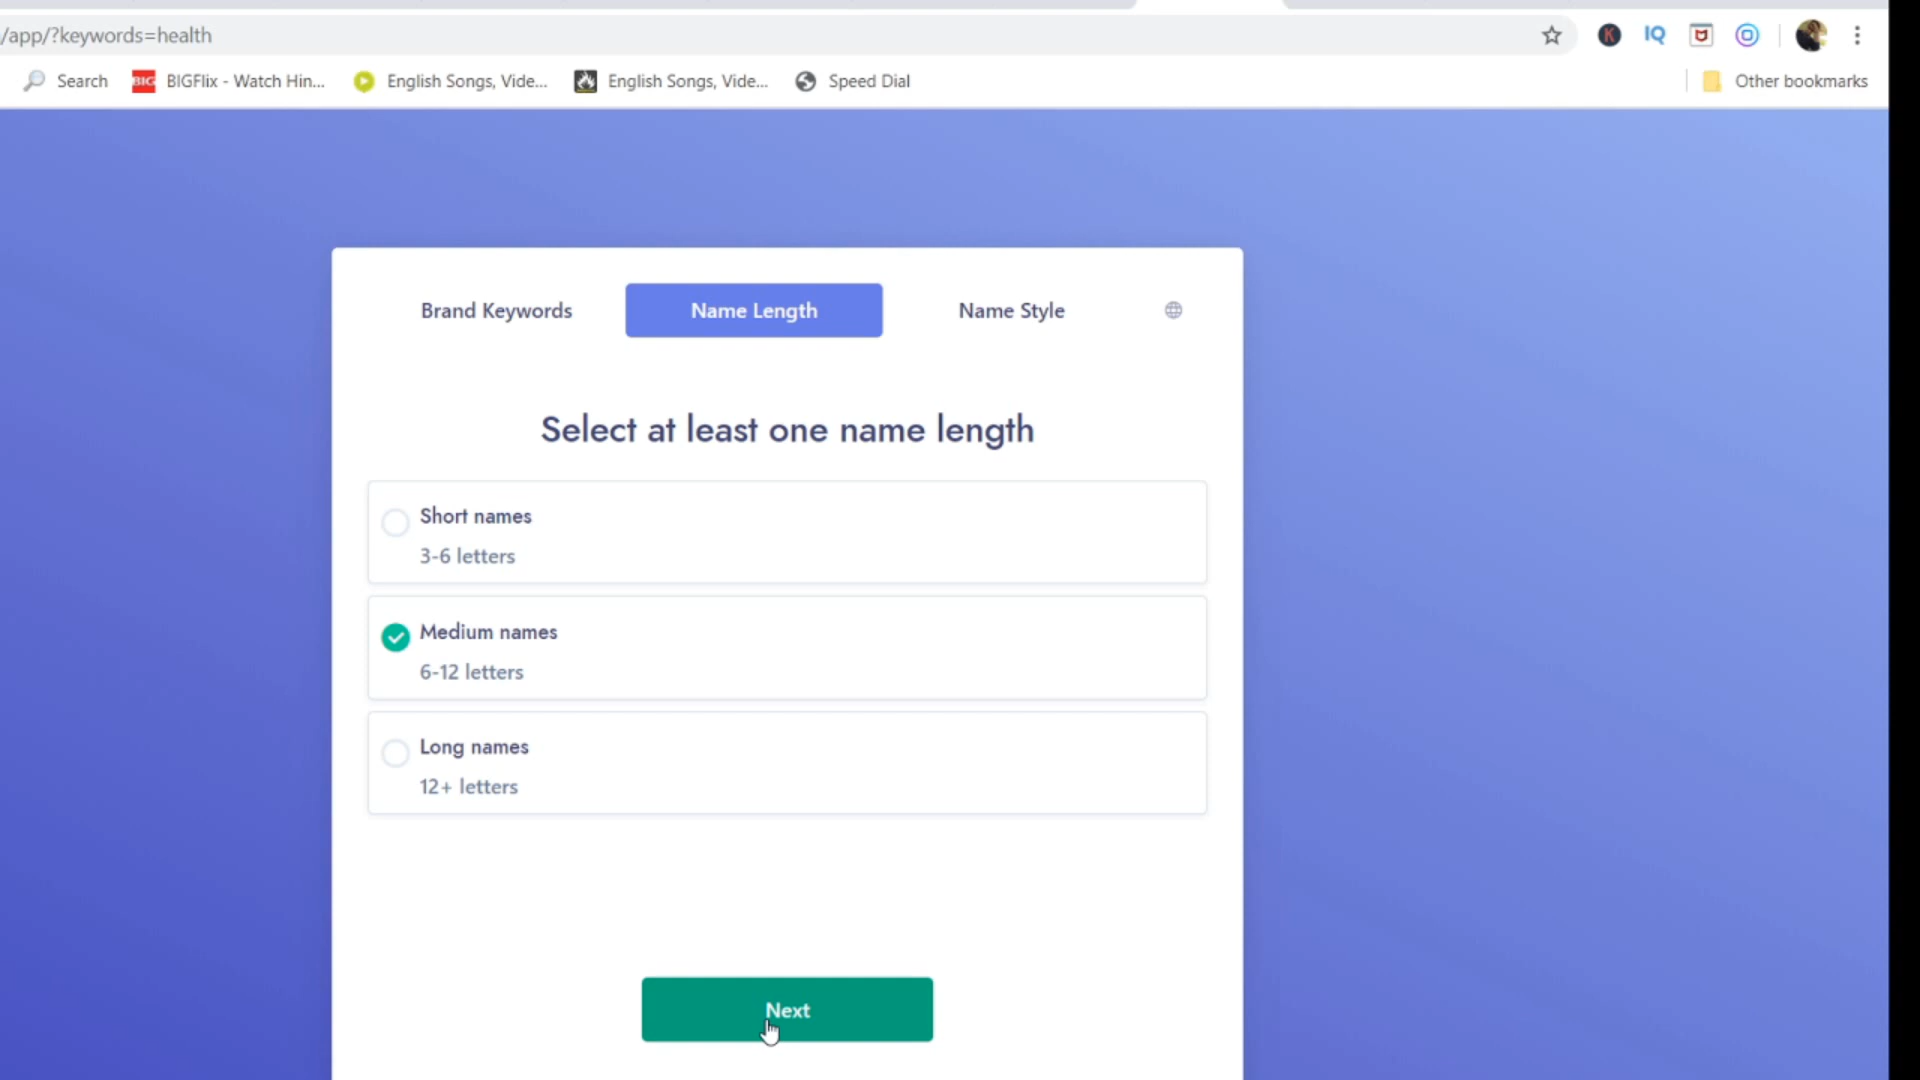 /app/?keywords=health
K
IQ
Search
BIG
BIGFlix - Watch Hin...
English Songs, Vide...
English Songs, Vide...
Speed Dial
Other bookmarks
Brand Keywords
Name Length
Name Style
Select at least one name length
Short names
3-6 letters
Medium names
6-12 letters
Long names
12+ letters
Next